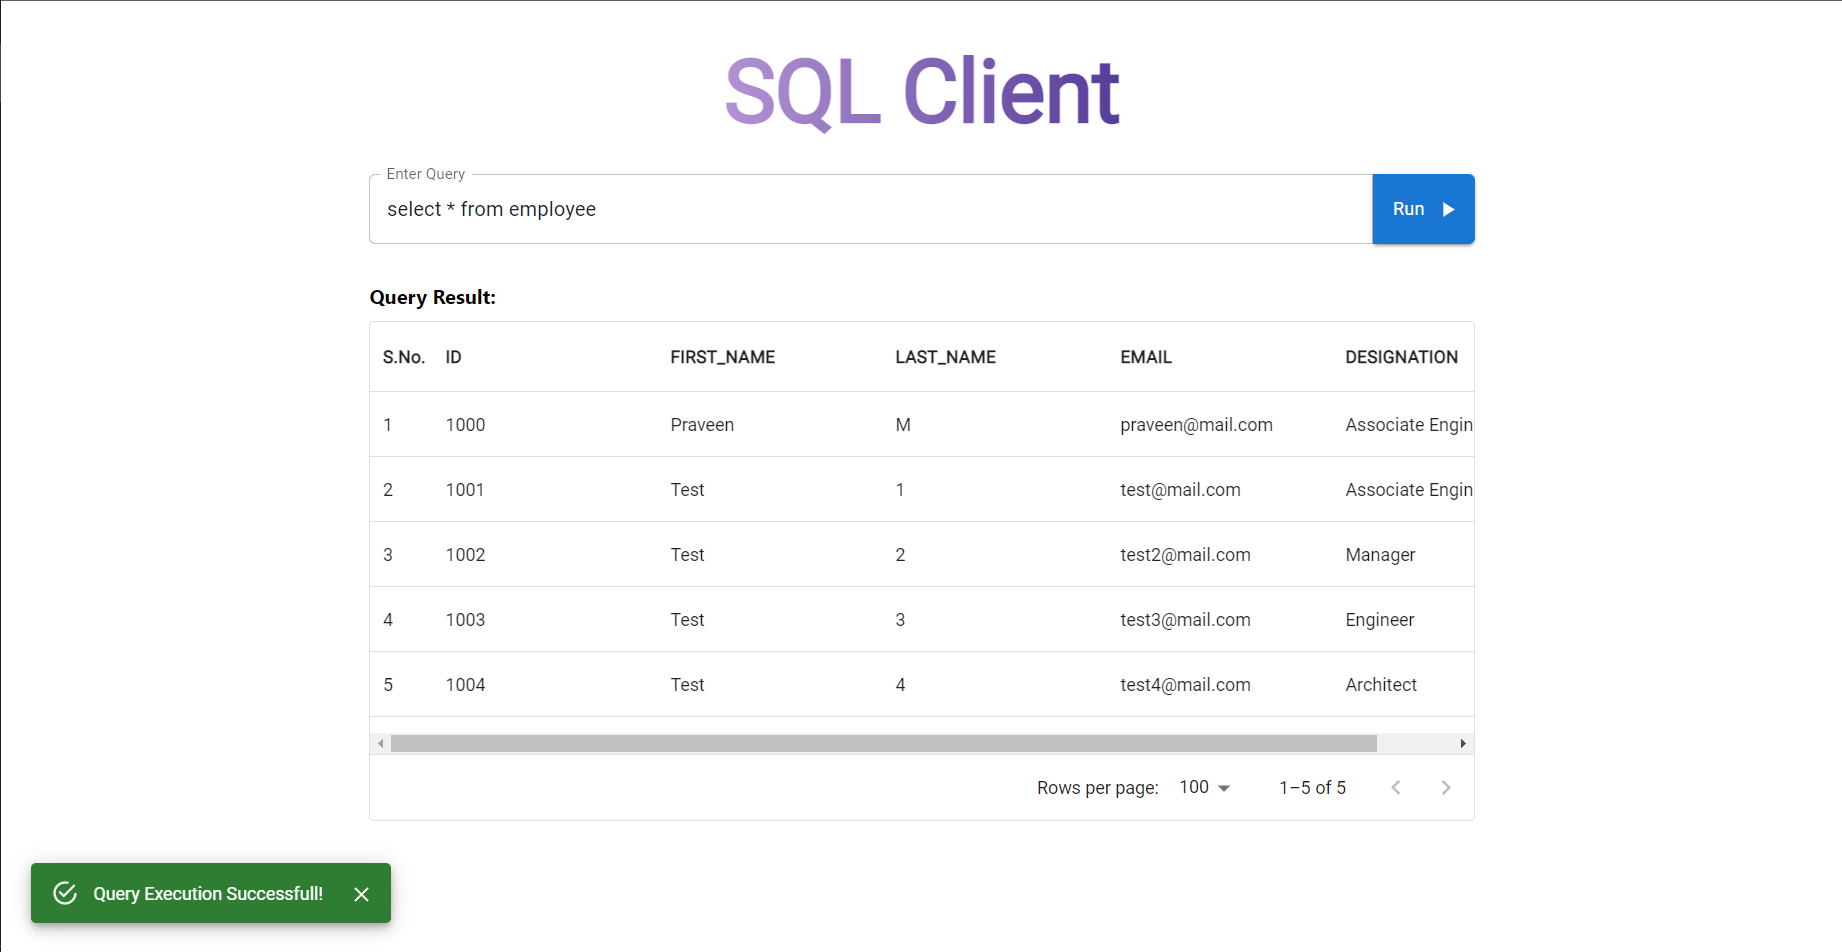 SQL Client
Enter Query
select * from employee
Run
Query Result:
S.No. ID FIRST_NAME LAST_NAME EMAIL DESIGNATION
1 1000 Praveen M praveen@mail.com Associate Engin
2 1001 Test 1 test@mail.com Associate Engin
3 1002 Test 2 test2@mail.com Manager
4 1003 Test 3 test3@mail.com Engineer
5 1004 Test 4 test4@mail.com Architect
Rows per page: 100 1–5 of 5
Query Execution Successfull!